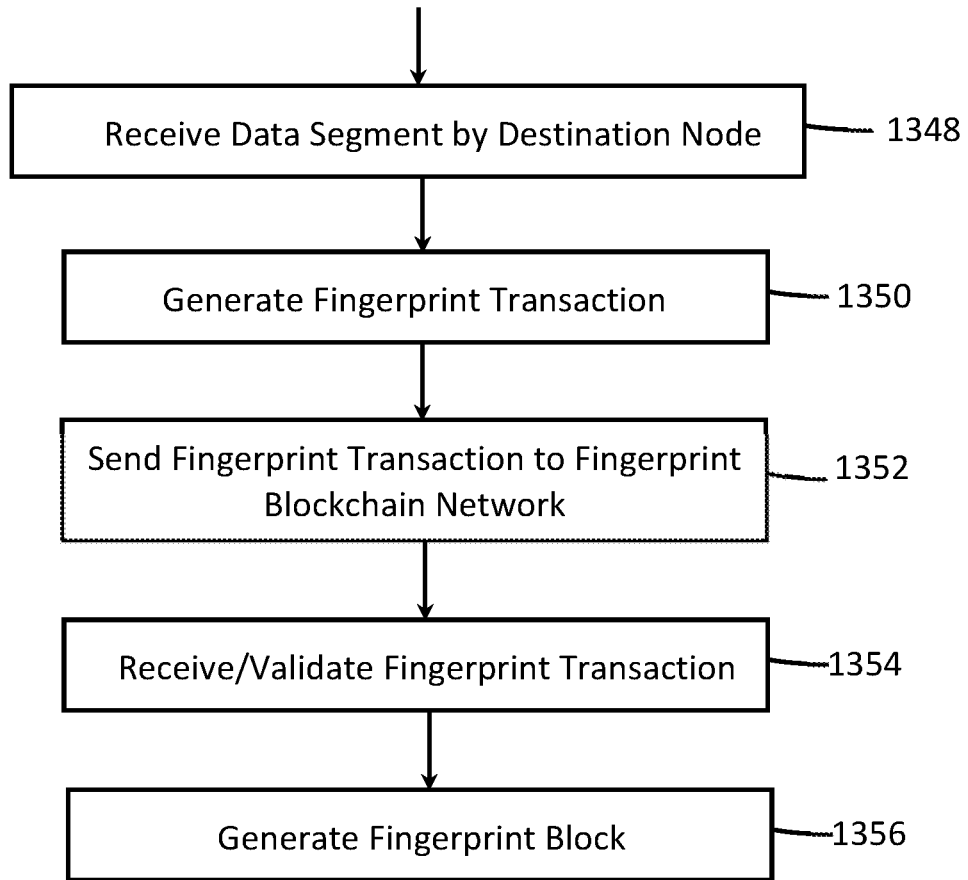 Receive Data Segment by Destination Node
1348
Generate Fingerprint Transaction
1350
Send Fingerprint Transaction to Fingerprint
Blockchain Network
1352
Receive/Validate Fingerprint Transaction
1354
Generate Fingerprint Block
1356